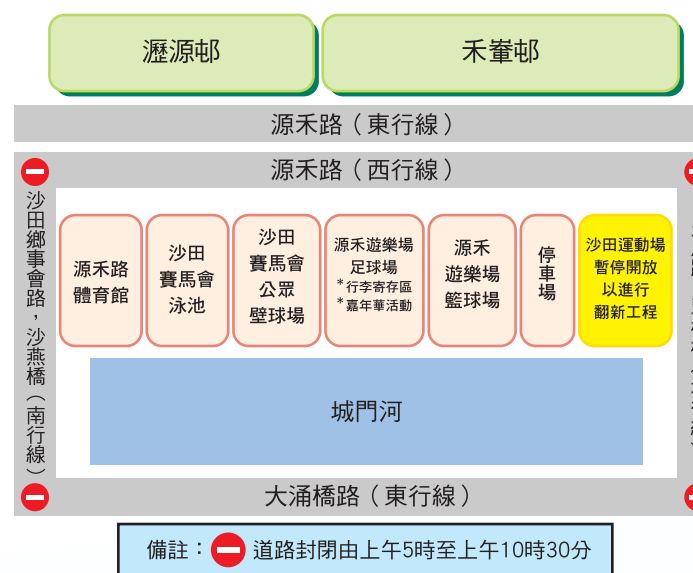 瀝源邨
禾輋邨
源禾路（東行線）
源禾路（西行線）
沙田鄉事會路，沙燕橋（南行線）
源禾路
體育館
沙田
賽馬會
泳池
沙田
賽馬會
公眾
壁球場
源禾遊樂場
足球場
*行李寄存區
*嘉年華活動
源禾
遊樂場
籃球場
停車場
沙田運動場
暫停開放
以進行
翻新工程
城門河
大涌橋路（東行線）
備註：道路封閉由上午5時至上午10時30分